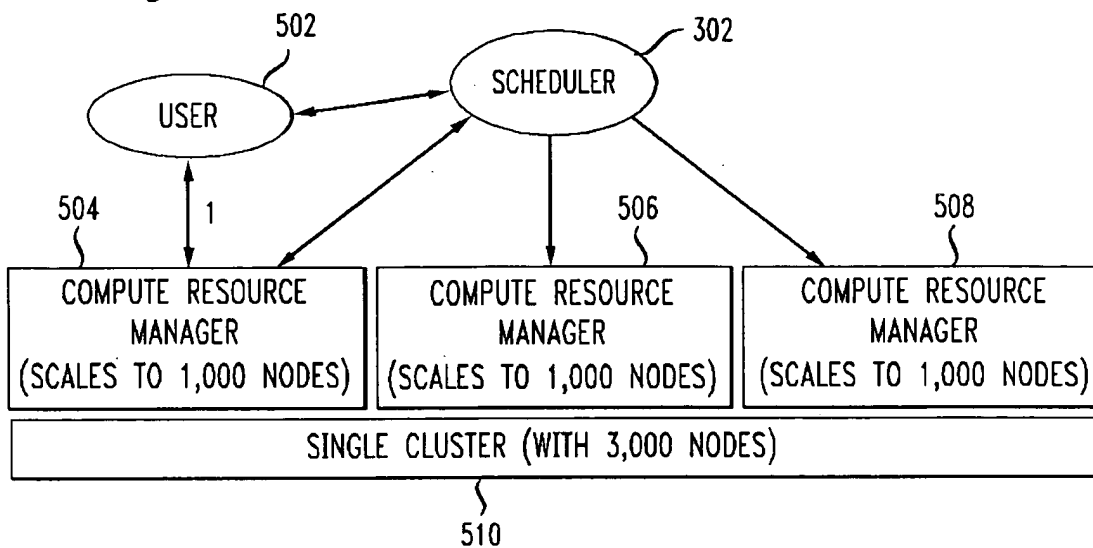 502
302
SCHEDULER
USER
504
1
506
508
COMPUTE RESOURCE
MANAGER
(SCALES TO 1,000 NODES)
COMPUTE RESOURCE
MANAGER
(SCALES TO 1,000 NODES)
COMPUTE RESOURCE
MANAGER
(SCALES TO 1,000 NODES)
SINGLE CLUSTER (WITH 3,000 NODES)
510